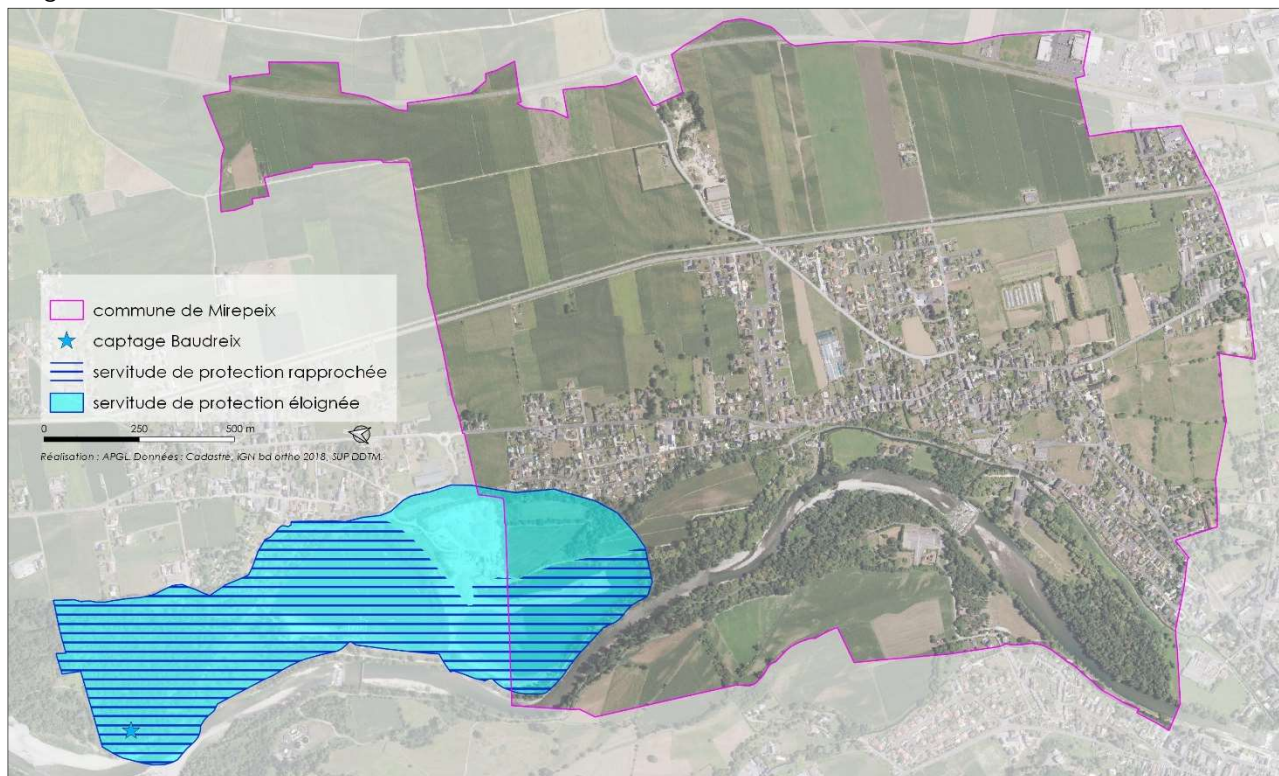 commune de Mirepeix
captage Baudreix
servitude de protection rapprochée
servitude de protection éloignée
0 250 500 m
Réalisation : APGL. Données : Cadastre, IGN bd ortho 2018, SUP DDTM.